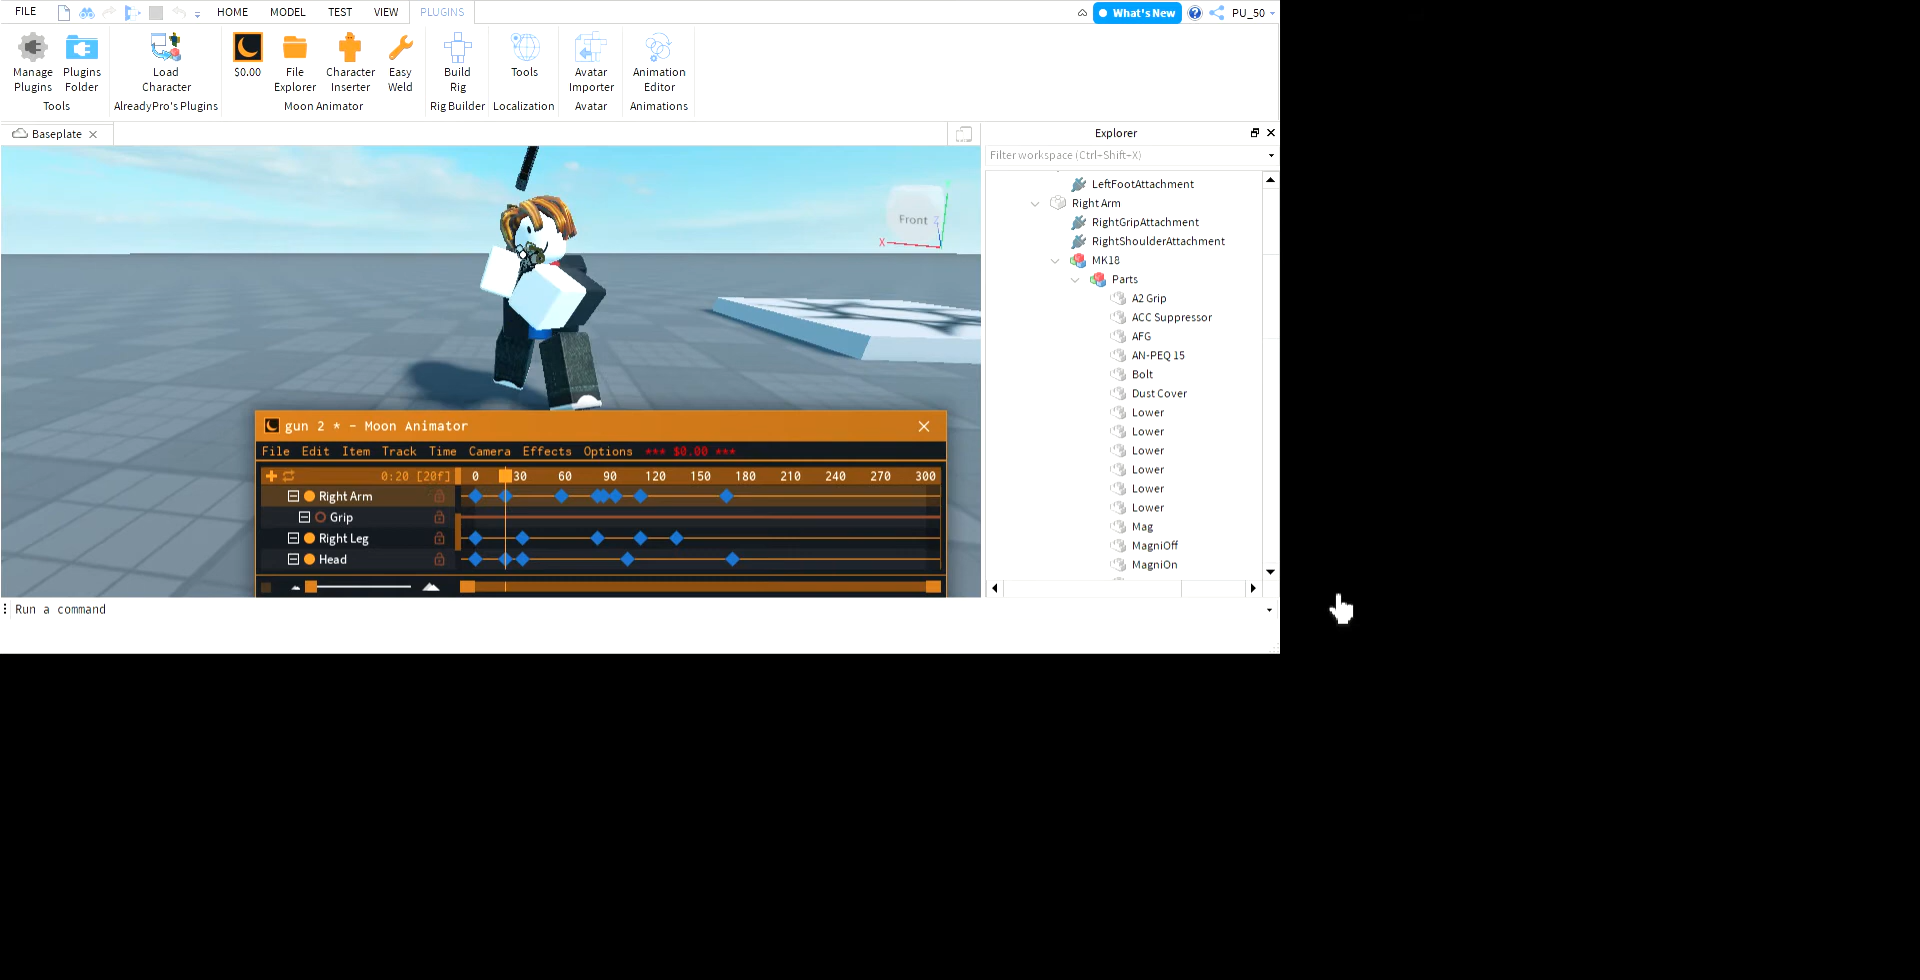 FILE HOME MODEL TEST VIEW PLUGINS What's New PU_50
Manage Plugins
Plugins Folder
Load Character
$0.00
File Explorer
Character Inserter
Easy Weld
Build Rig
Tools
Avatar Importer
Animation Editor
Tools AlreadyPro's Plugins Moon Animator Rig Builder Localization Avatar Animations
Baseplate
Explorer
Filter workspace (Ctrl+Shift+X)
Front
X
Z
LeftFootAttachment
Right Arm
RightGripAttachment
RightShoulderAttachment
MK18
Parts
A2 Grip
ACC Suppressor
AFG
AN-PEQ 15
Bolt
Dust Cover
Lower
Lower
Lower
Lower
Lower
Lower
Mag
MagniOff
MagniOn
gun 2 * - Moon Animator
File Edit Item Track Time Camera Effects Options *** $0.00 ***
0:20 [20f] 0 30 60 90 120 150 180 210 240 270 300
Right Arm
Grip
Right Leg
Head
Run a command